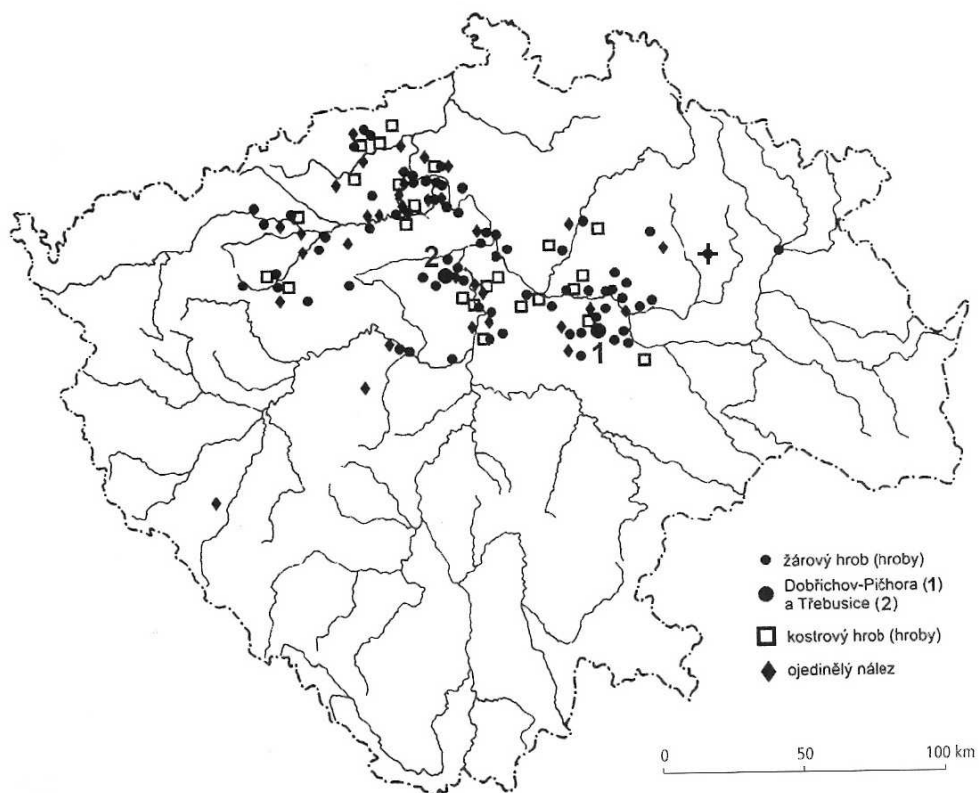 2
1
žárový hrob (hroby)
Dobřichov-Pičhora (1)
a Třebusice (2)
kostrový hrob (hroby)
ojedinělý nález
0 50 100 km